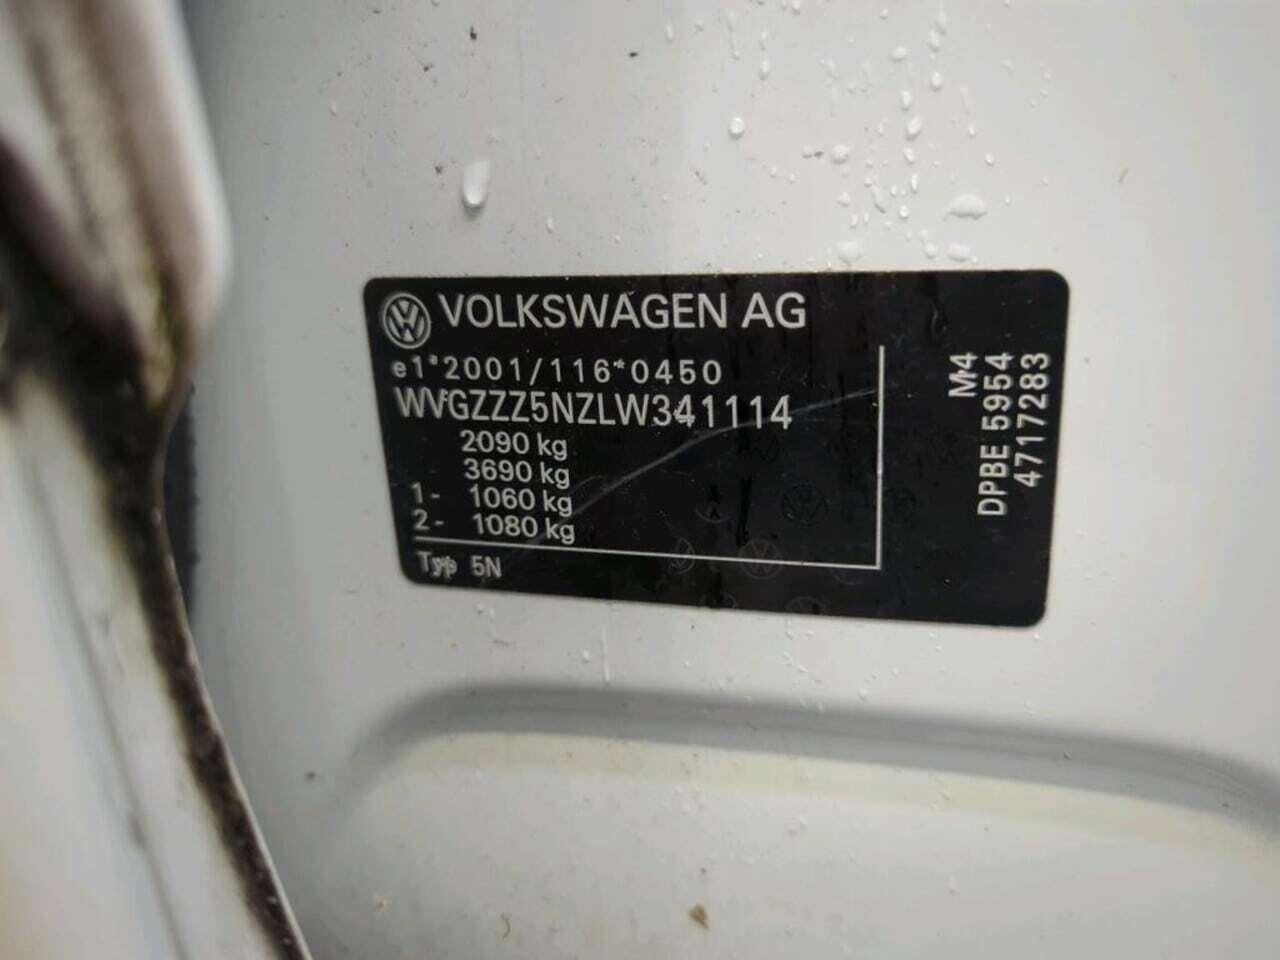 VOLKSWAGEN AG
e1*2001/116*0450
WVGZZZ5NZLW341114
2090 kg
3690 kg
1- 1060 kg
2- 1080 kg
Typ 5N
M4
DPBE 5954
4717283